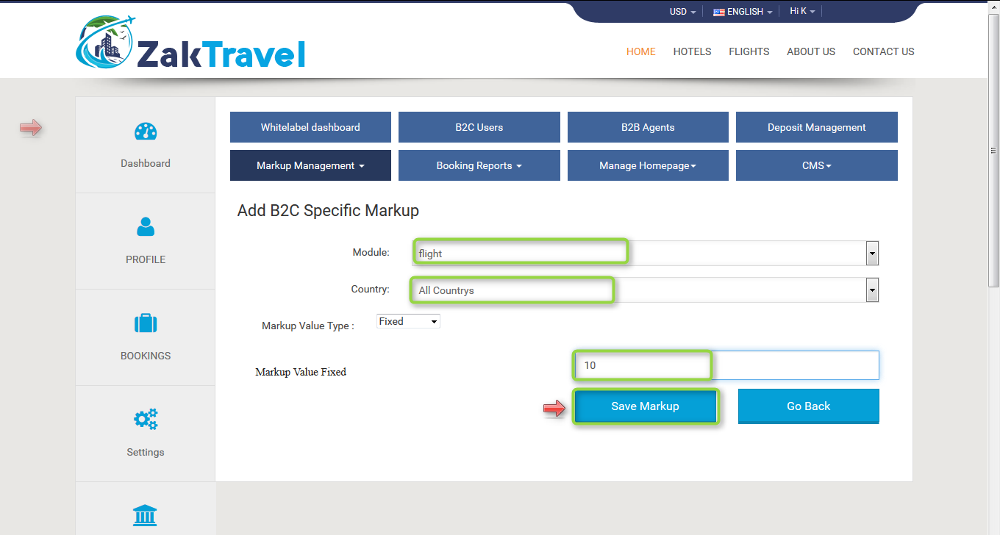 USD ENGLISH Hi K
ZakTravel
HOME HOTELS FLIGHTS ABOUT US CONTACT US
Whitelabel dashboard B2C Users B2B Agents Deposit Management
Markup Management Booking Reports Manage Homepage CMS
Dashboard
PROFILE
BOOKINGS
Settings
Add B2C Specific Markup
Module: flight
Country: All Countrys
Markup Value Type : Fixed
Markup Value Fixed 10
Save Markup Go Back